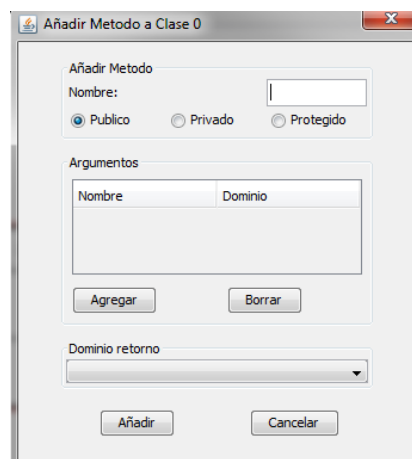 Añadir Metodo a Clase 0
Añadir Metodo
Nombre:
Publico Privado Protegido
Argumentos
Nombre Dominio
Agregar Borrar
Dominio retorno
Añadir Cancelar